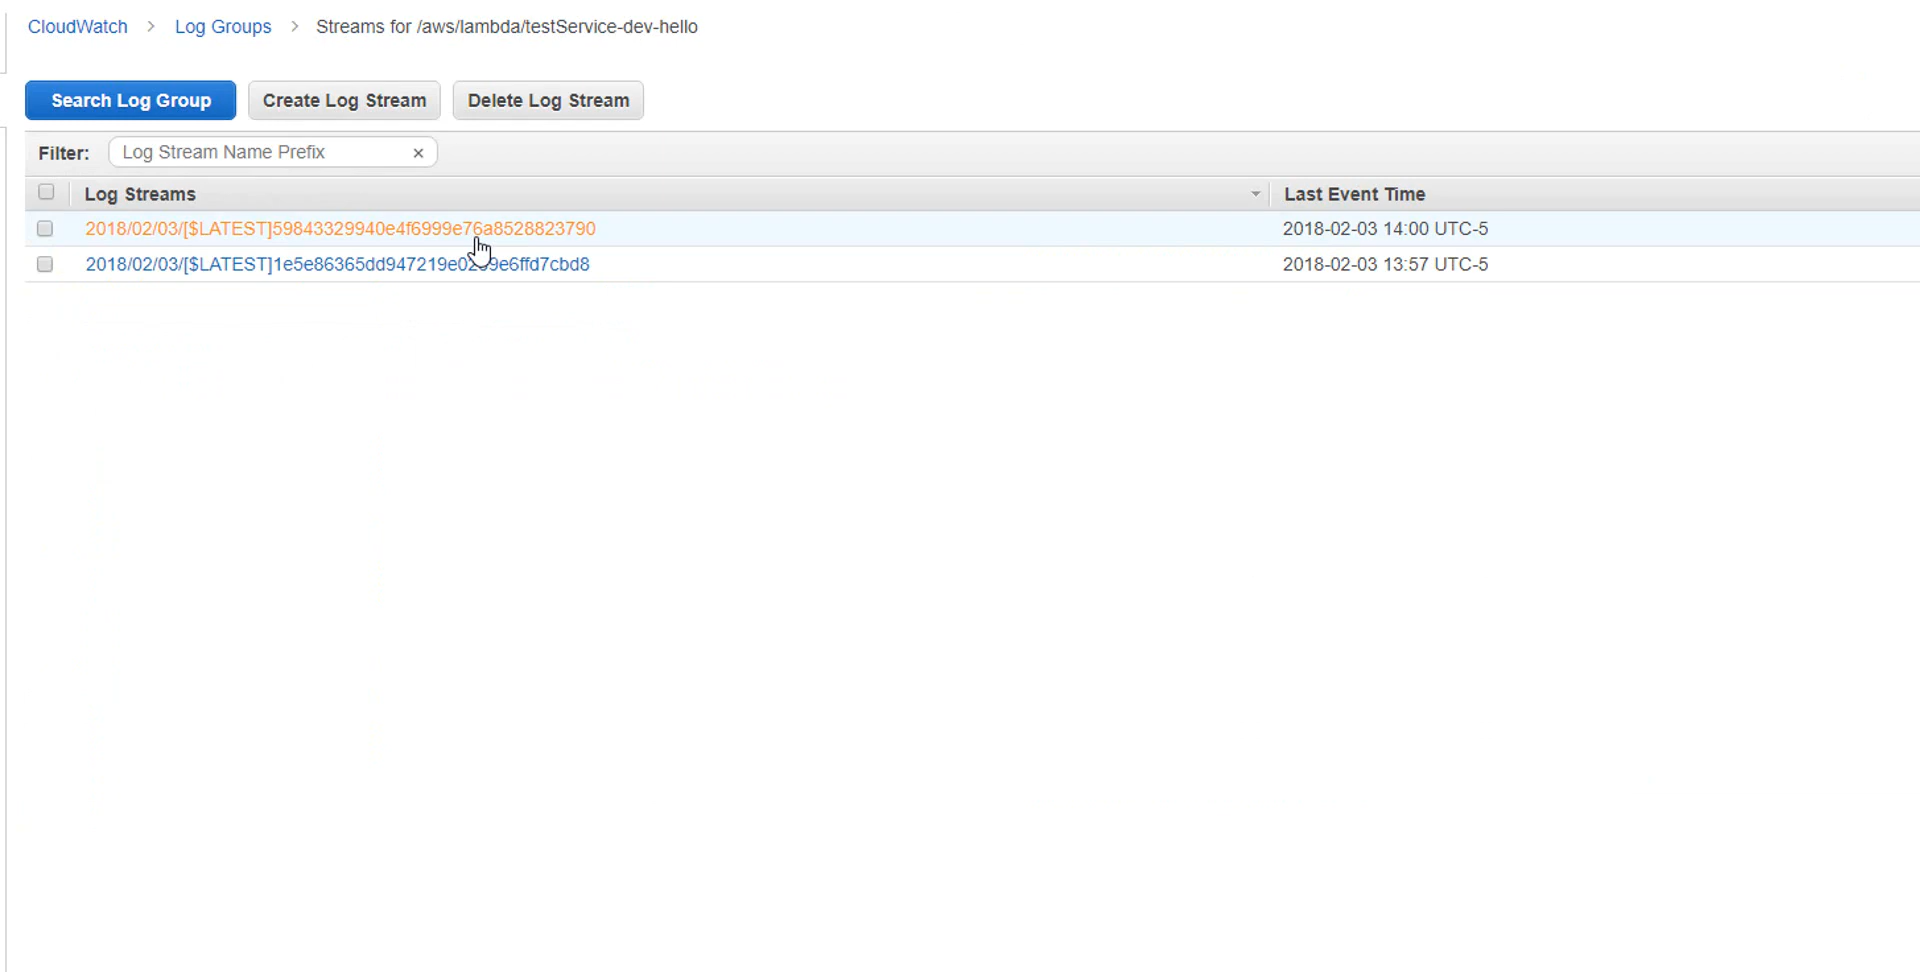 CloudWatch > Log Groups > Streams for /aws/lambda/testService-dev-hello
Search Log Group Create Log Stream Delete Log Stream
Filter: Log Stream Name Prefix ×
Log Streams Last Event Time
2018/02/03/[$LATEST]59843329940e4f6999e76a8528823790 2018-02-03 14:00 UTC-5
2018-02-03 13:57 UTC-5